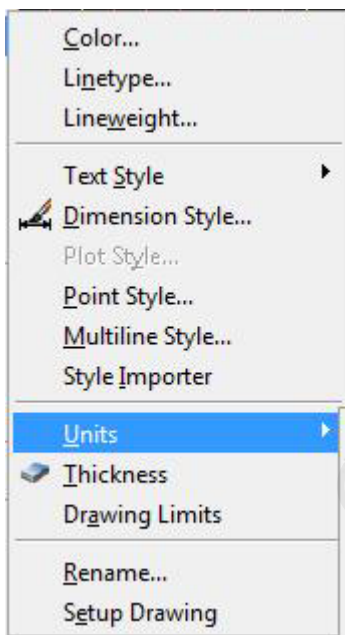 Color...
Linetype...
Lineweight...
Text Style
Dimension Style...
Plot Style...
Point Style...
Multiline Style...
Style Importer
Units
Thickness
Drawing Limits
Rename...
Setup Drawing